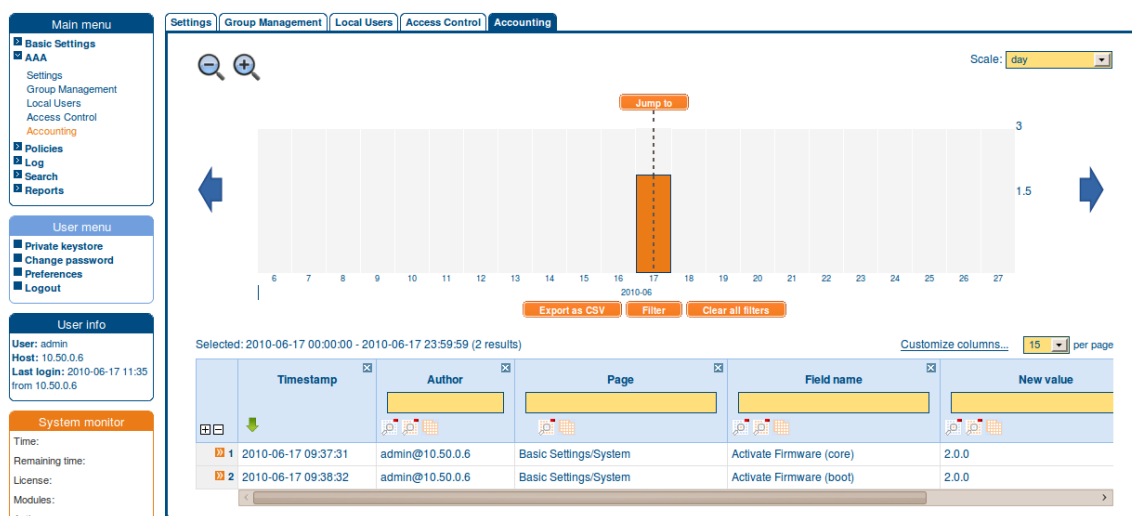 Main menu
Basic Settings
AAA
Settings
Group Management
Local Users
Access Control
Accounting
Policies
Log
Search
Reports
User menu
Private keystore
Change password
Preferences
Logout
User info
User: admin
Host: 10.50.0.6
Last login: 2010-06-17 11:35
from 10.50.0.6
System monitor
Time:
Remaining time:
License:
Modules:
Settings Group Management Local Users Access Control Accounting
Scale: day
Jump to
3
1.5
6 7 8 9 10 11 12 13 14 15 16 17 18 19 20 21 22 23 24 25 26 27
2010-06
Export as CSV Filter Clear all filters
Selected: 2010-06-17 00:00:00 - 2010-06-17 23:59:59 (2 results) Customize columns... 15 per page
Timestamp Author Page Field name New value
1 2010-06-17 09:37:31 admin@10.50.0.6 Basic Settings/System Activate Firmware (core) 2.0.0
2 2010-06-17 09:38:32 admin@10.50.0.6 Basic Settings/System Activate Firmware (boot) 2.0.0